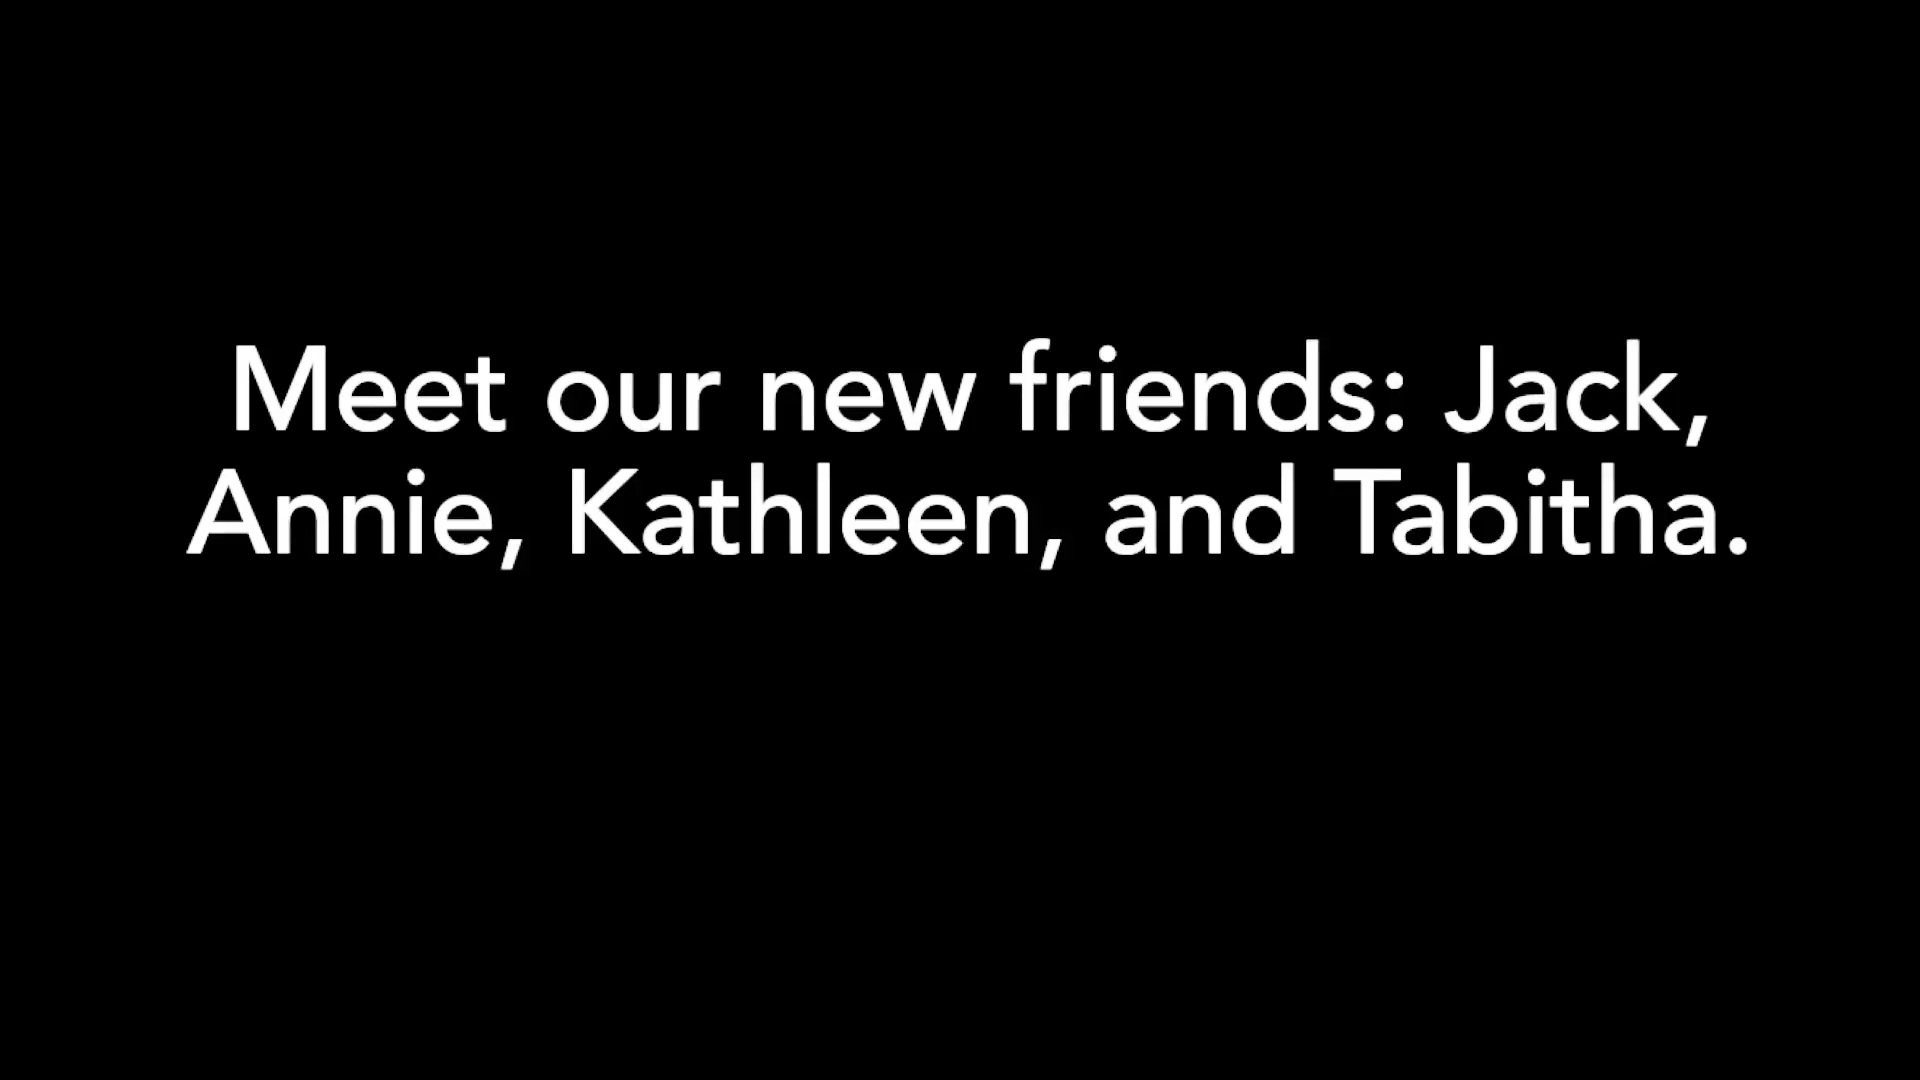 Meet our new friends: Jack,
Annie, Kathleen, and Tabitha.